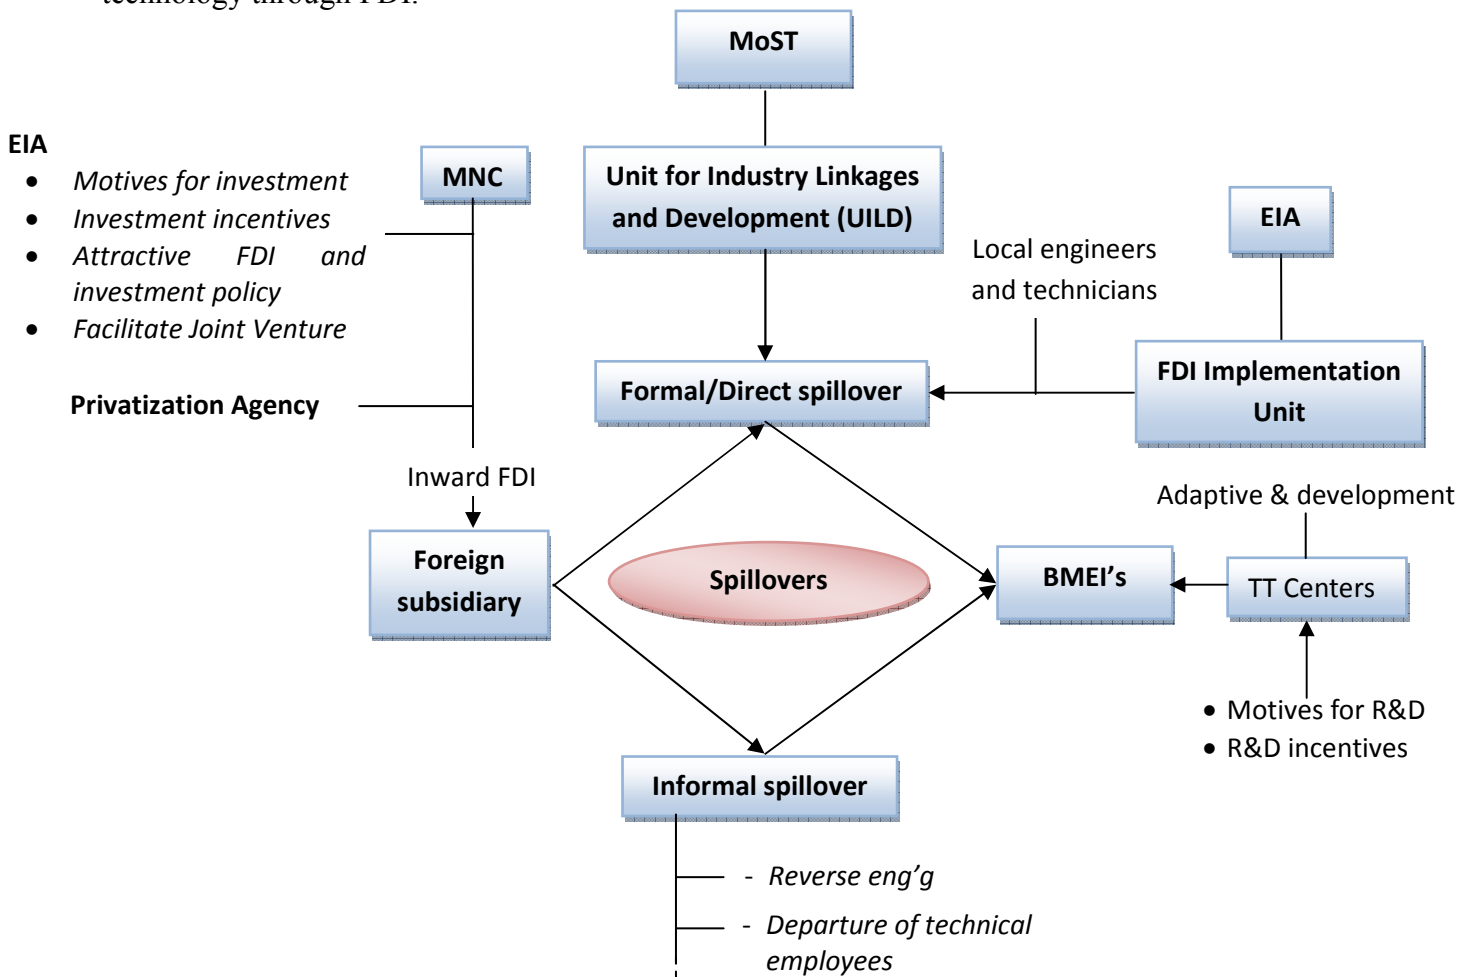 technology through FDI.
MoST
EIA
• Motives for investment
• Investment incentives
• Attractive FDI and
investment policy
• Facilitate Joint Venture
MNC
Unit for Industry Linkages
and Development (UILD)
EIA
Local engineers
and technicians
Privatization Agency
Formal/Direct spillover
FDI Implementation
Unit
Inward FDI
Adaptive & development
Foreign
subsidiary
Spillovers
BMEI's
TT Centers
• Motives for R&D
• R&D incentives
Informal spillover
- Reverse eng'g
- Departure of technical
employees